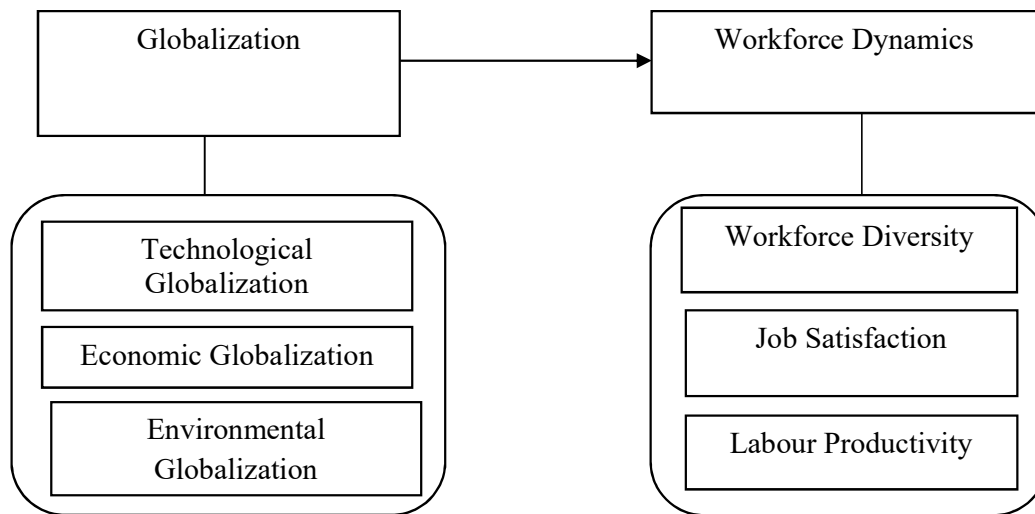 Globalization
Workforce Dynamics
Technological
Globalization
Economic Globalization
Environmental
Globalization
Workforce Diversity
Job Satisfaction
Labour Productivity